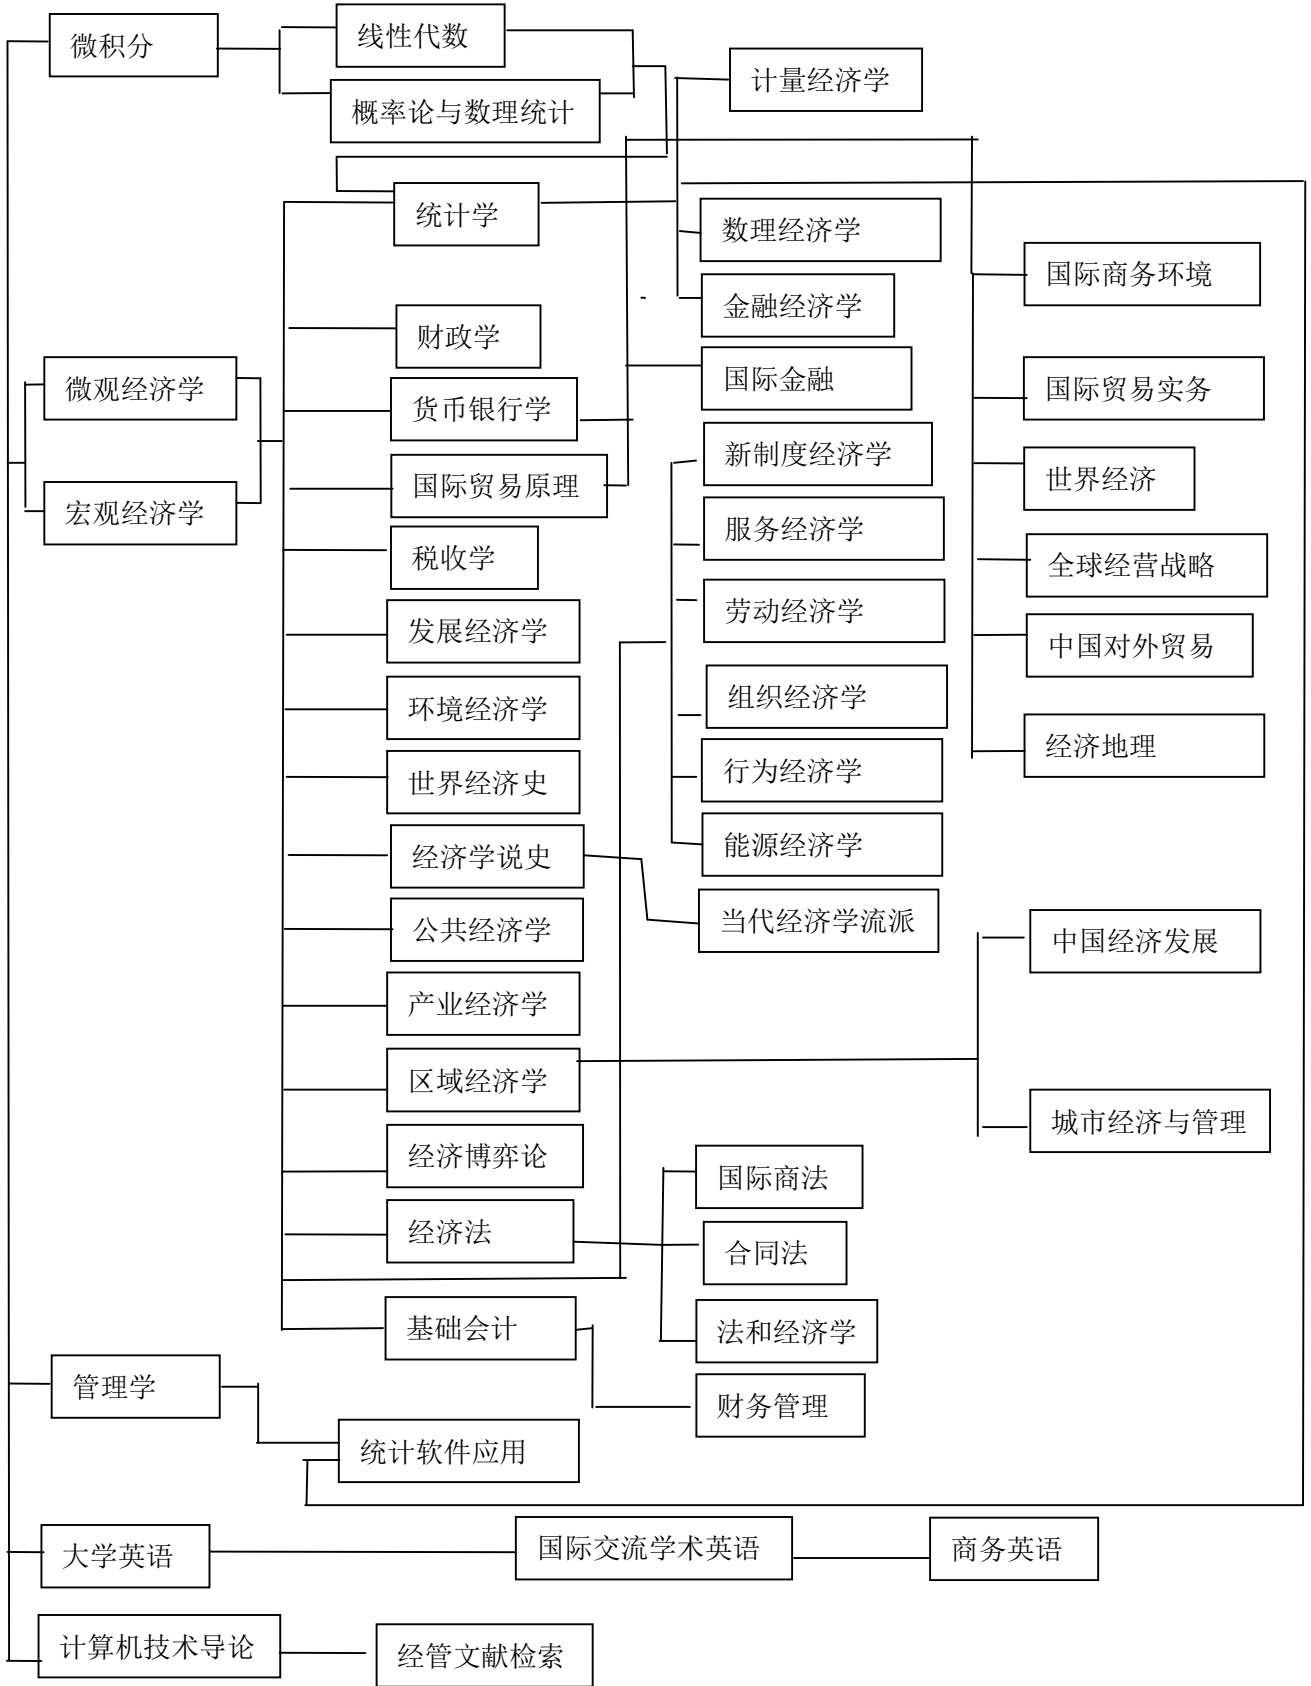 微积分
线性代数
概率论与数理统计
计量经济学
统计学
数理经济学
金融经济学
国际商务环境
财政学
国际金融
微观经济学
货币银行学
国际贸易实务
新制度经济学
国际贸易原理
世界经济
宏观经济学
服务经济学
税收学
全球经营战略
劳动经济学
发展经济学
中国对外贸易
组织经济学
环境经济学
经济地理
行为经济学
世界经济史
能源经济学
经济学说史
当代经济学流派
公共经济学
中国经济发展
产业经济学
区域经济学
城市经济与管理
经济博弈论
国际商法
经济法
合同法
基础会计
法和经济学
管理学
财务管理
统计软件应用
大学英语
国际交流学术英语
商务英语
计算机技术导论
经管文献检索